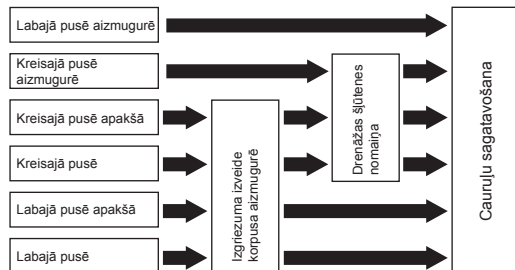 Labajā pusē aizmugurē
Kreisajā pusē
aizmugurē
Kreisajā pusē apakšā
Kreisajā pusē
Labajā pusē apakšā
Labajā pusē
Izgriezuma izveide
korpusa aizmugurē
Drenāžas šļūtenes
nomaiņa
Cauruļu sagatavošana